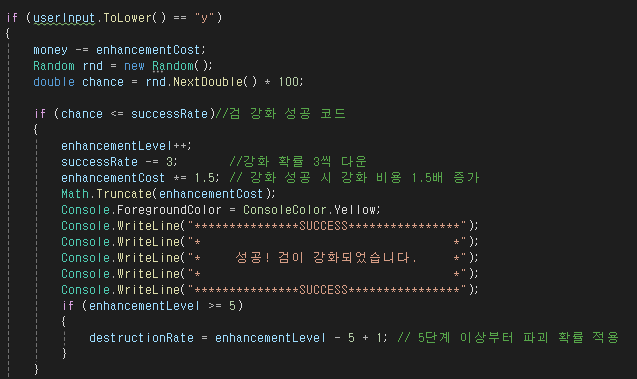 if (userInput.ToLower() == "y")
{
money -= enhancementCost;
Random rnd = new Random();
double chance = rnd.NextDouble() * 100;
if (chance <= successRate)//검 강화 성공 코드
{
enhancementLevel++;
successRate -= 3; //강화 확률 3씩 다운
enhancementCost *= 1.5; // 강화 성공 시 강화 비용 1.5배 증가
Math.Truncate(enhancementCost);
Console.ForegroundColor = ConsoleColor.Yellow;
Console.WriteLine("***************SUCCESS****************");
Console.WriteLine("* *");
Console.WriteLine("* 성공! 검이 강화되었습니다. *");
Console.WriteLine("* *");
Console.WriteLine("***************SUCCESS****************");
if (enhancementLevel >= 5)
{
destructionRate = enhancementLevel - 5 + 1; // 5단계 이상부터 파괴 확률 적용
}
}